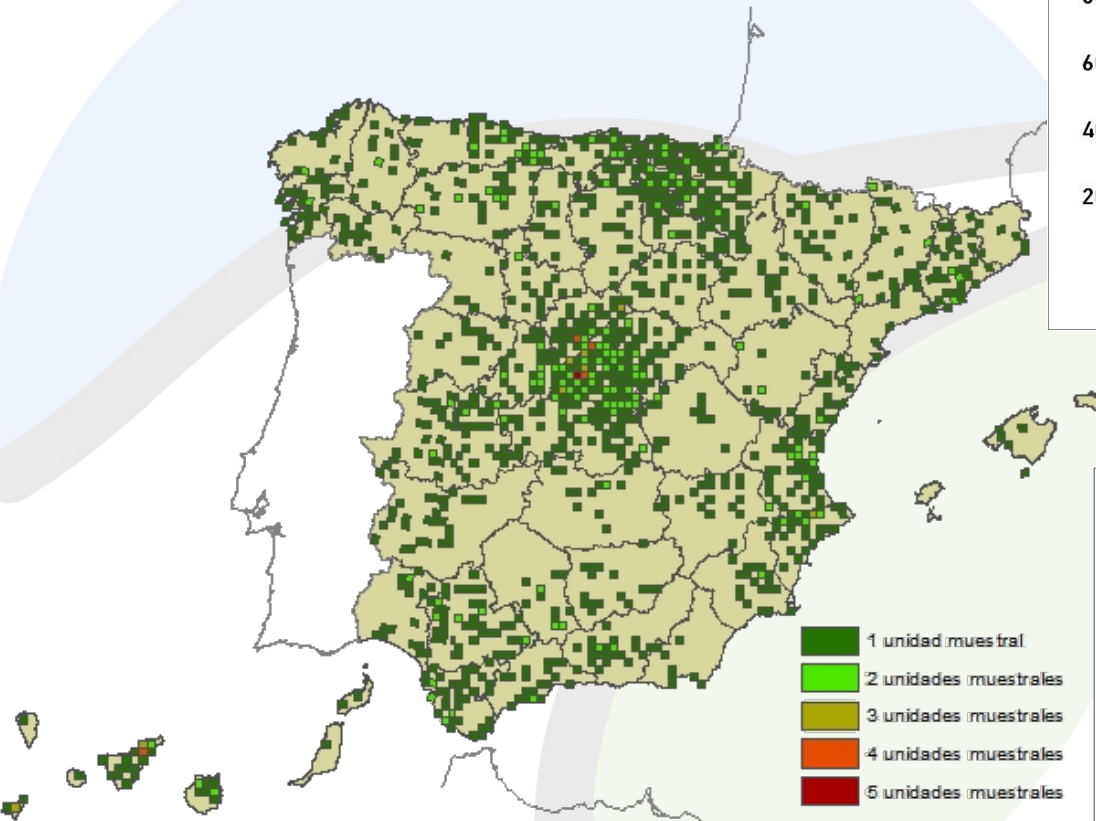 1 unidad muestral
2 unidades muestrales
3 unidades muestrales
4 unidades muestrales
5 unidades muestrales